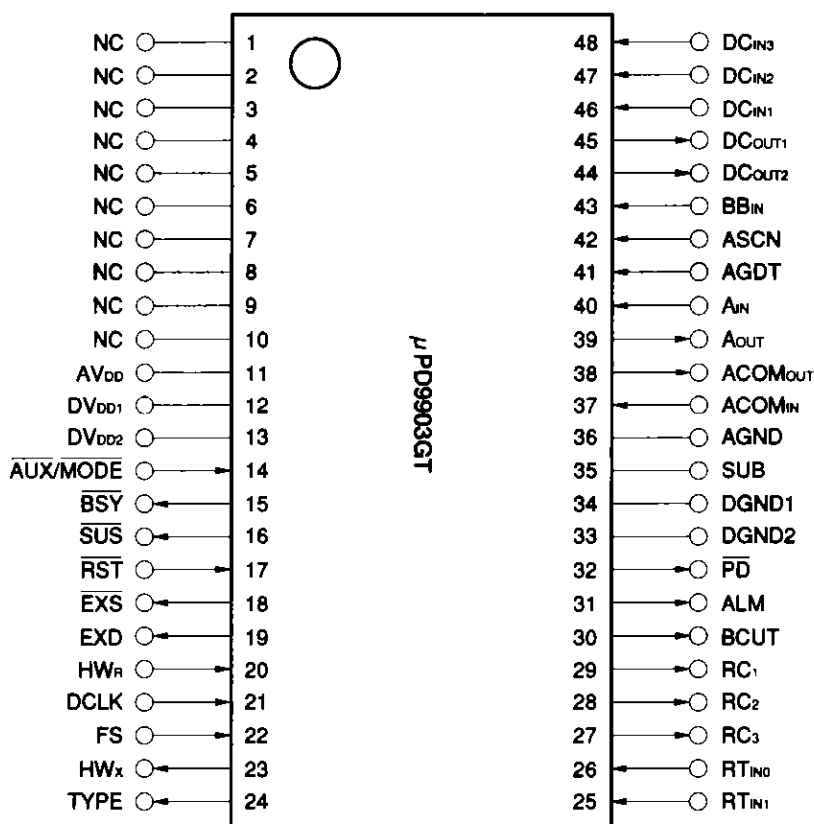 NC 1 48 DCIN3
NC 2 47 DCIN2
NC 3 46 DCIN1
NC 4 45 DCOUT1
NC 5 44 DCOUT2
NC 6 43 BBIN
NC 7 42 ASCN
NC 8 41 AGDT
NC 9 40 AIN
NC 10 39 AOUT
AVDD 11 38 ACOMOUT
DVDD1 12 37 ACOMIN
DVDD2 13 36 AGND
AUX/MODE 14 35 SUB
BSY 15 34 DGND1
SUS 16 33 DGND2
RST 17 32 PD
EXS 18 31 ALM
EXD 19 30 BCUT
HWR 20 29 RC1
DCLK 21 28 RC2
FS 22 27 RC3
HWX 23 26 RTIN0
TYPE 24 25 RTIN1
μPD9903GT